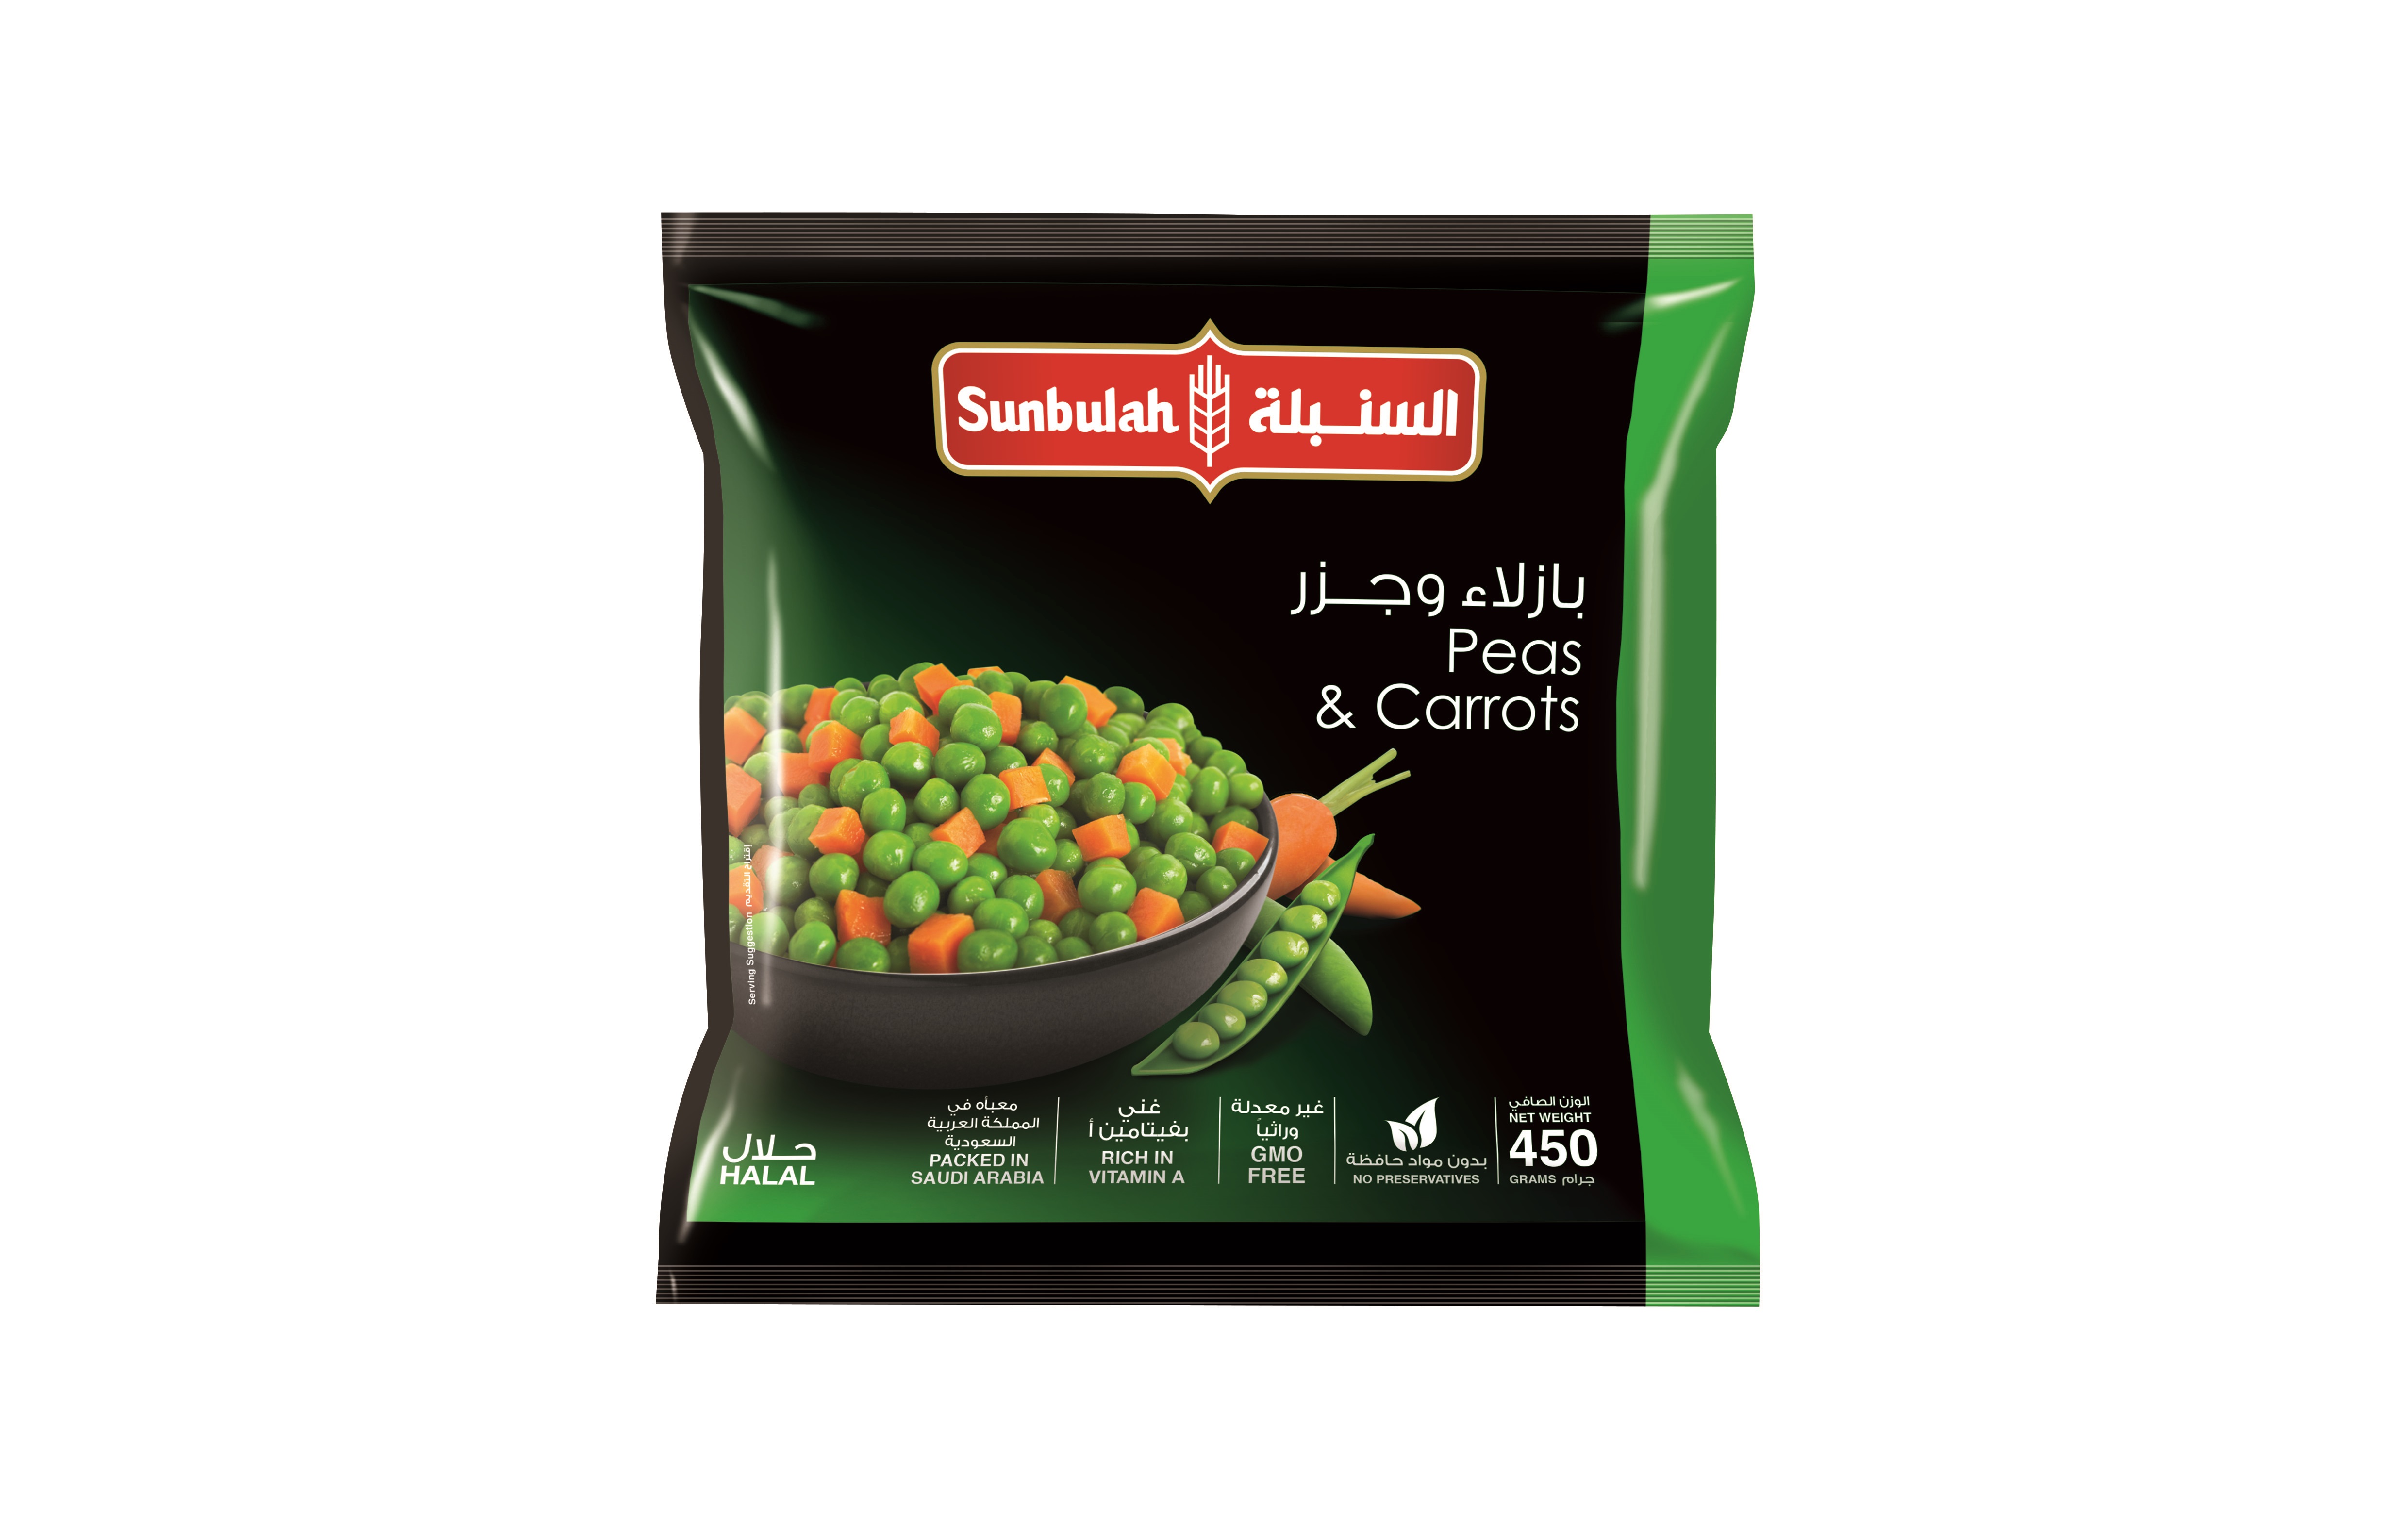 Sunbulah السنبلة
بازلاء وجزر
Peas
& Carrots
Serving Suggestion إقتراح التقديم
حلال
HALAL
معبأه في
المملكة العربية
السعودية
PACKED IN
SAUDI ARABIA
غني
بفيتامين أ
RICH IN
VITAMIN A
غير معدلة
وراثياً
GMO
FREE
بدون مواد حافظة
NO PRESERVATIVES
الوزن الصافي
NET WEIGHT
450
GRAMS جرام